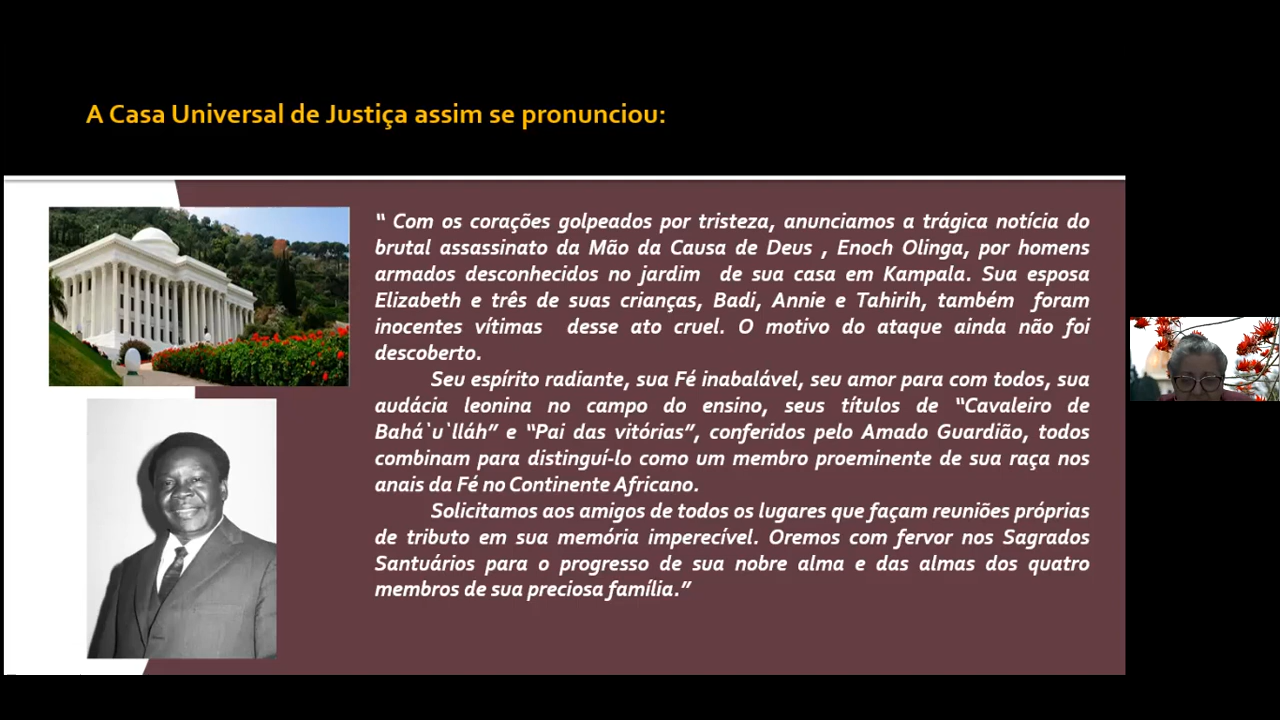 A Casa Universal de Justiça assim se pronunciou:
“ Com os corações golpeados por tristeza, anunciamos a trágica notícia do
brutal assassinato da Mão da Causa de Deus , Enoch Olinga, por homens
armados desconhecidos no jardim de sua casa em Kampala. Sua esposa
Elizabeth e três de suas crianças, Badi, Annie e Tahirih, também foram
inocentes vítimas desse ato cruel. O motivo do ataque ainda não foi
descoberto.
Seu espírito radiante, sua Fé inabalável, seu amor para com todos, sua
audácia leonina no campo do ensino, seus títulos de “Cavaleiro de
Bahá`u`lláh” e “Pai das vitórias”, conferidos pelo Amado Guardião, todos
combinam para distinguí-lo como um membro proeminente de sua raça nos
anais da Fé no Continente Africano.
Solicitamos aos amigos de todos os lugares que façam reuniões próprias
de tributo em sua memória imperecível. Oremos com fervor nos Sagrados
Santuários para o progresso de sua nobre alma e das almas dos quatro
membros de sua preciosa família.”